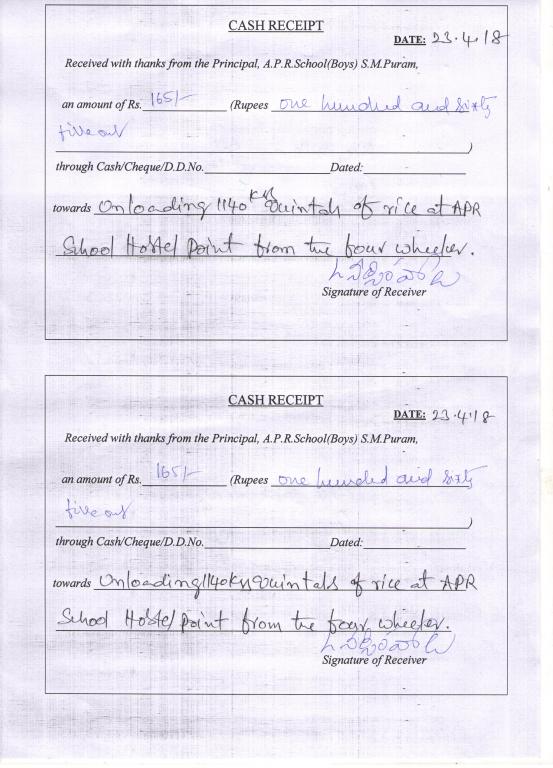 CASH RECEIPT
DATE: 23.4.18
Received with thanks from the Principal, A.P.R.School(Boys) S.M.Puram,
an amount of Rs. 165/- (Rupees one hundred and sixty
five only
)
through Cash/Cheque/D.D.No. Dated:
towards Unloading 1140 Kgs Quintals of rice at APR
School Hostel point from the four wheeler.
Signature of Receiver
CASH RECEIPT
DATE: 23.4.18
Received with thanks from the Principal, A.P.R.School(Boys) S.M.Puram,
an amount of Rs. 165/- (Rupees one hundred and sixty
five only
)
through Cash/Cheque/D.D.No. Dated:
towards Unloading 1140 Kgs Quintals of rice at APR
School Hostel point from the four wheeler.
Signature of Receiver